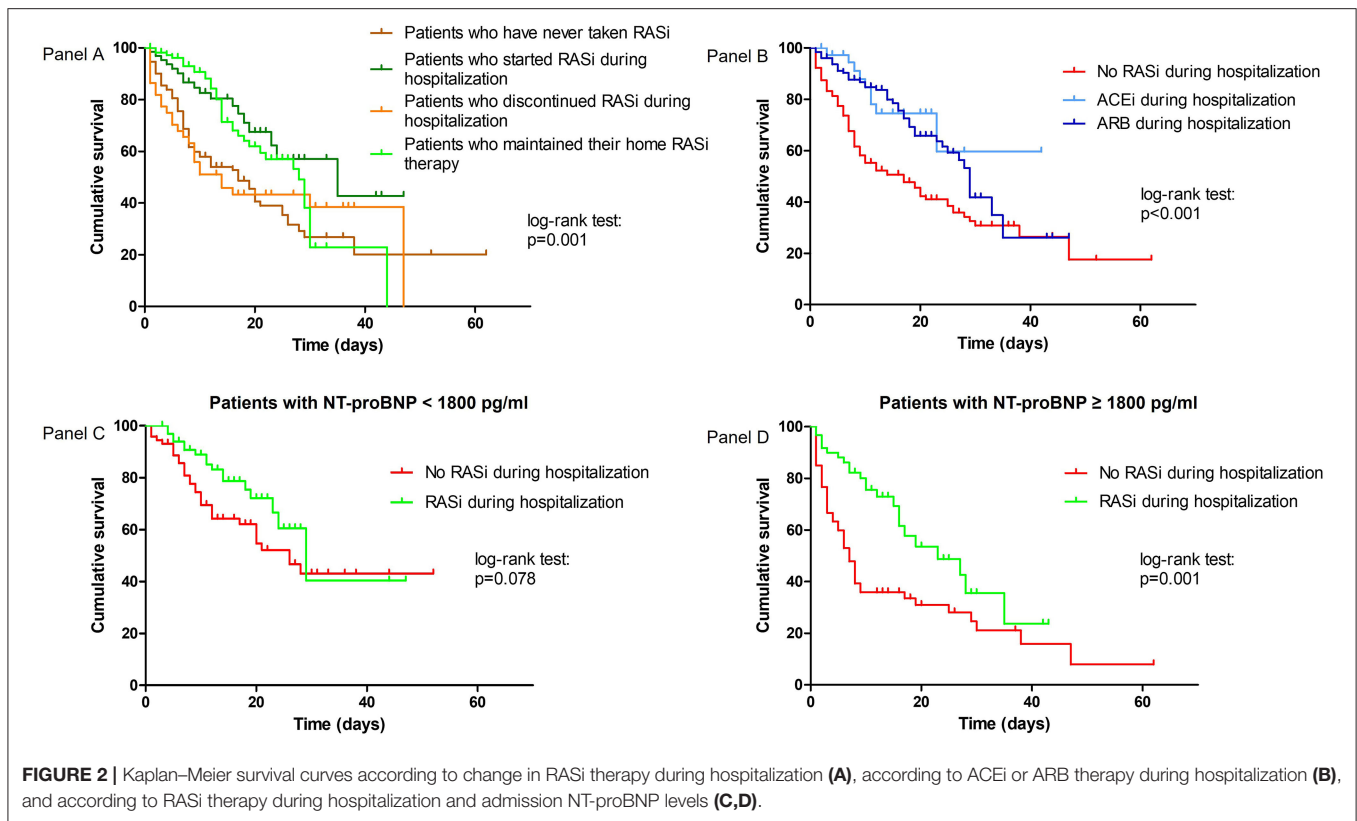 Panel A
Patients who have never taken RASi
Patients who started RASi during
hospitalization
Patients who discontinued RASi during
hospitalization
Patients who maintained their home RASi
therapy
log-rank test:
p=0.001
Cumulative survival
100
80
60
40
20
0
0 20 40 60
Time (days)
Panel B
No RASi during hospitalization
ACEi during hospitalization
ARB during hospitalization
log-rank test:
p<0.001
Cumulative survival
100
80
60
40
20
0
0 20 40 60
Time (days)
Patients with NT-proBNP < 1800 pg/ml
Panel C
No RASi during hospitalization
RASi during hospitalization
log-rank test:
p=0.078
Cumulative survival
100
80
60
40
20
0
0 20 40 60
Time (days)
Patients with NT-proBNP ≥ 1800 pg/ml
Panel D
No RASi during hospitalization
RASi during hospitalization
log-rank test:
p=0.001
Cumulative survival
100
80
60
40
20
0
0 20 40 60
Time (days)
FIGURE 2 | Kaplan–Meier survival curves according to change in RASi therapy during hospitalization (A), according to ACEi or ARB therapy during hospitalization (B),
and according to RASi therapy during hospitalization and admission NT-proBNP levels (C,D).